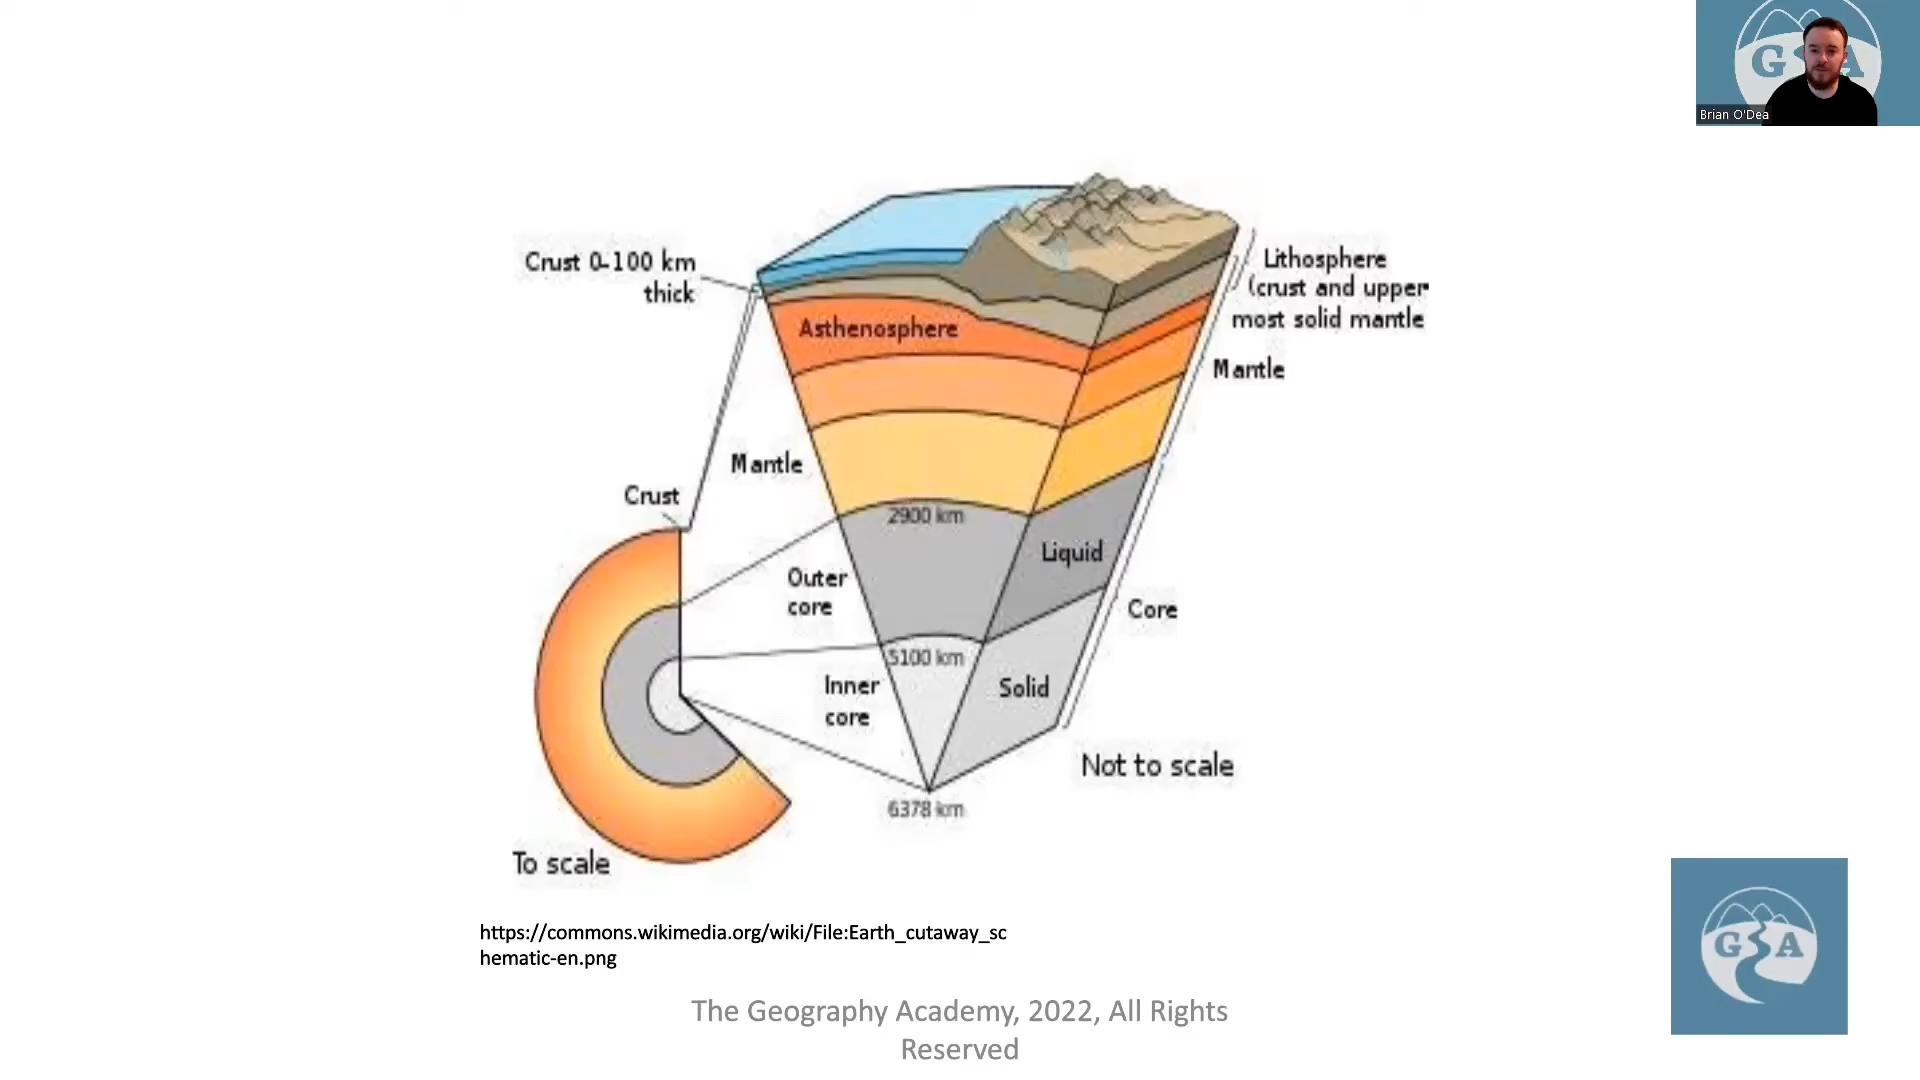 G A
Brian O'Dea
Crust 0-100 km
thick
Lithosphere
(crust and upper
most solid mantle
Asthenosphere
Mantle
Mantle
Crust
2900 km
Liquid
Outer
core
Core
5100 km
Inner
core
Solid
Not to scale
6378 km
To scale
https://commons.wikimedia.org/wiki/File:Earth_cutaway_sc
hematic-en.png
G A
The Geography Academy, 2022, All Rights
Reserved